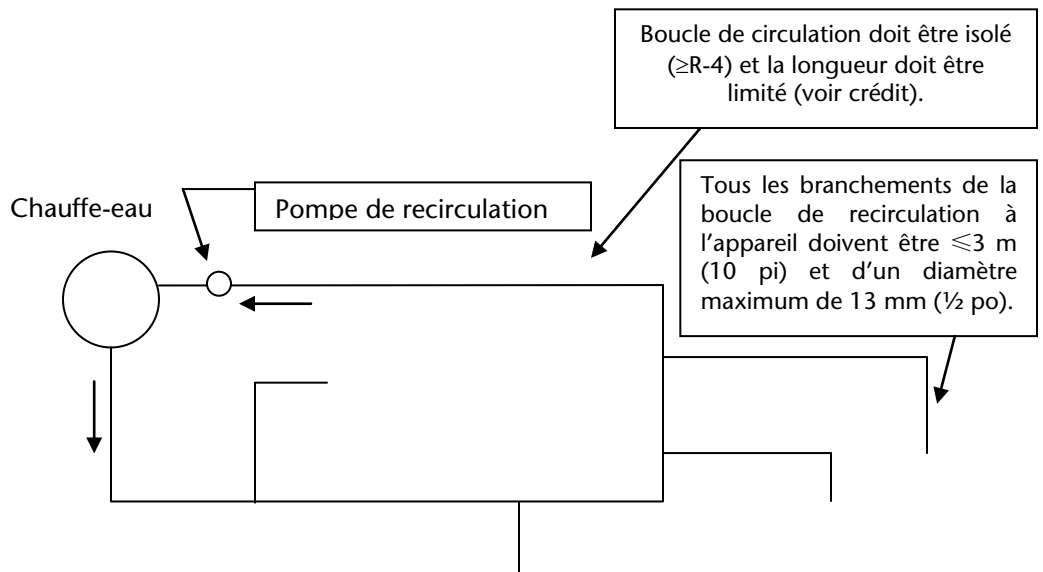 Boucle de circulation doit être isolé
(≥R-4) et la longueur doit être
limité (voir crédit).
Chauffe-eau
Pompe de recirculation
Tous les branchements de la
boucle de recirculation à
l'appareil doivent être ≤3 m
(10 pi) et d'un diamètre
maximum de 13 mm (½ po).